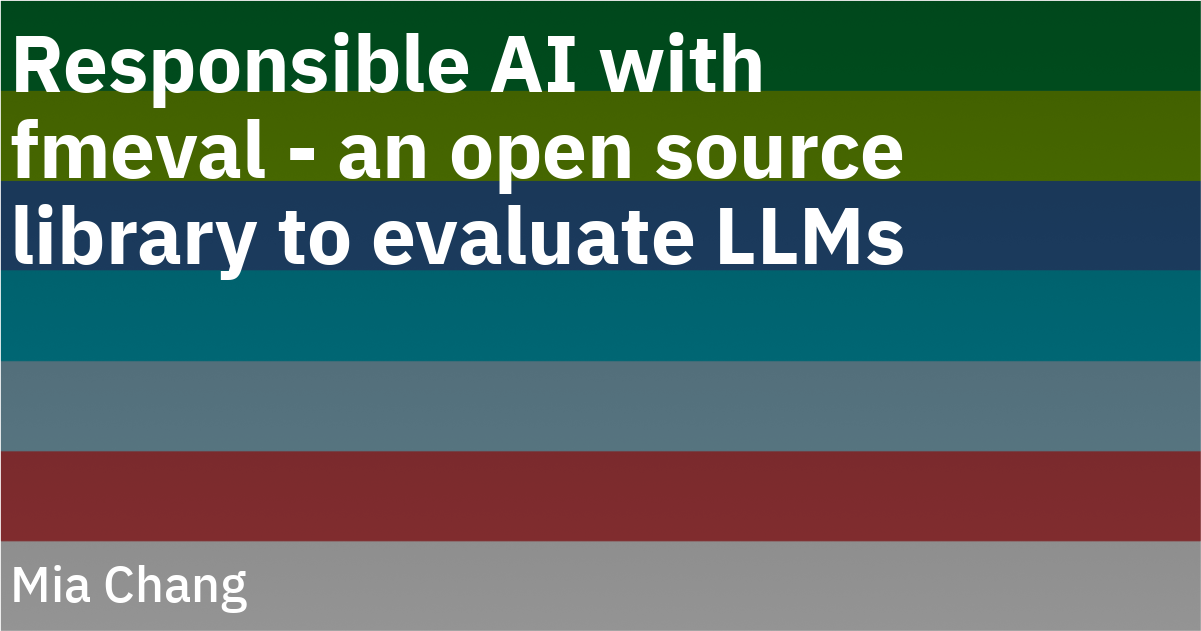 Responsible AI with
fmeval - an open source
library to evaluate LLMs
Mia Chang